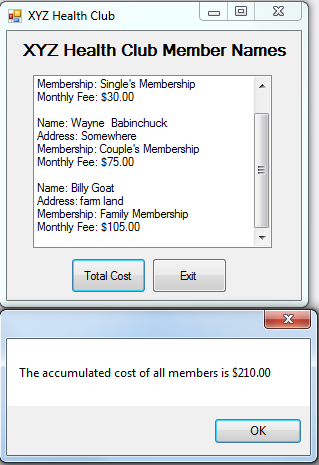 XYZ Health Club
XYZ Health Club Member Names
Membership: Single's Membership
Monthly Fee: $30.00
Name: Wayne  Babinchuck
Address: Somewhere
Membership: Couple's Membership
Monthly Fee: $75.00
Name: Billy Goat
Address: farm land
Membership: Family Membership
Monthly Fee: $105.00
Total Cost Exit
The accumulated cost of all members is $210.00
OK